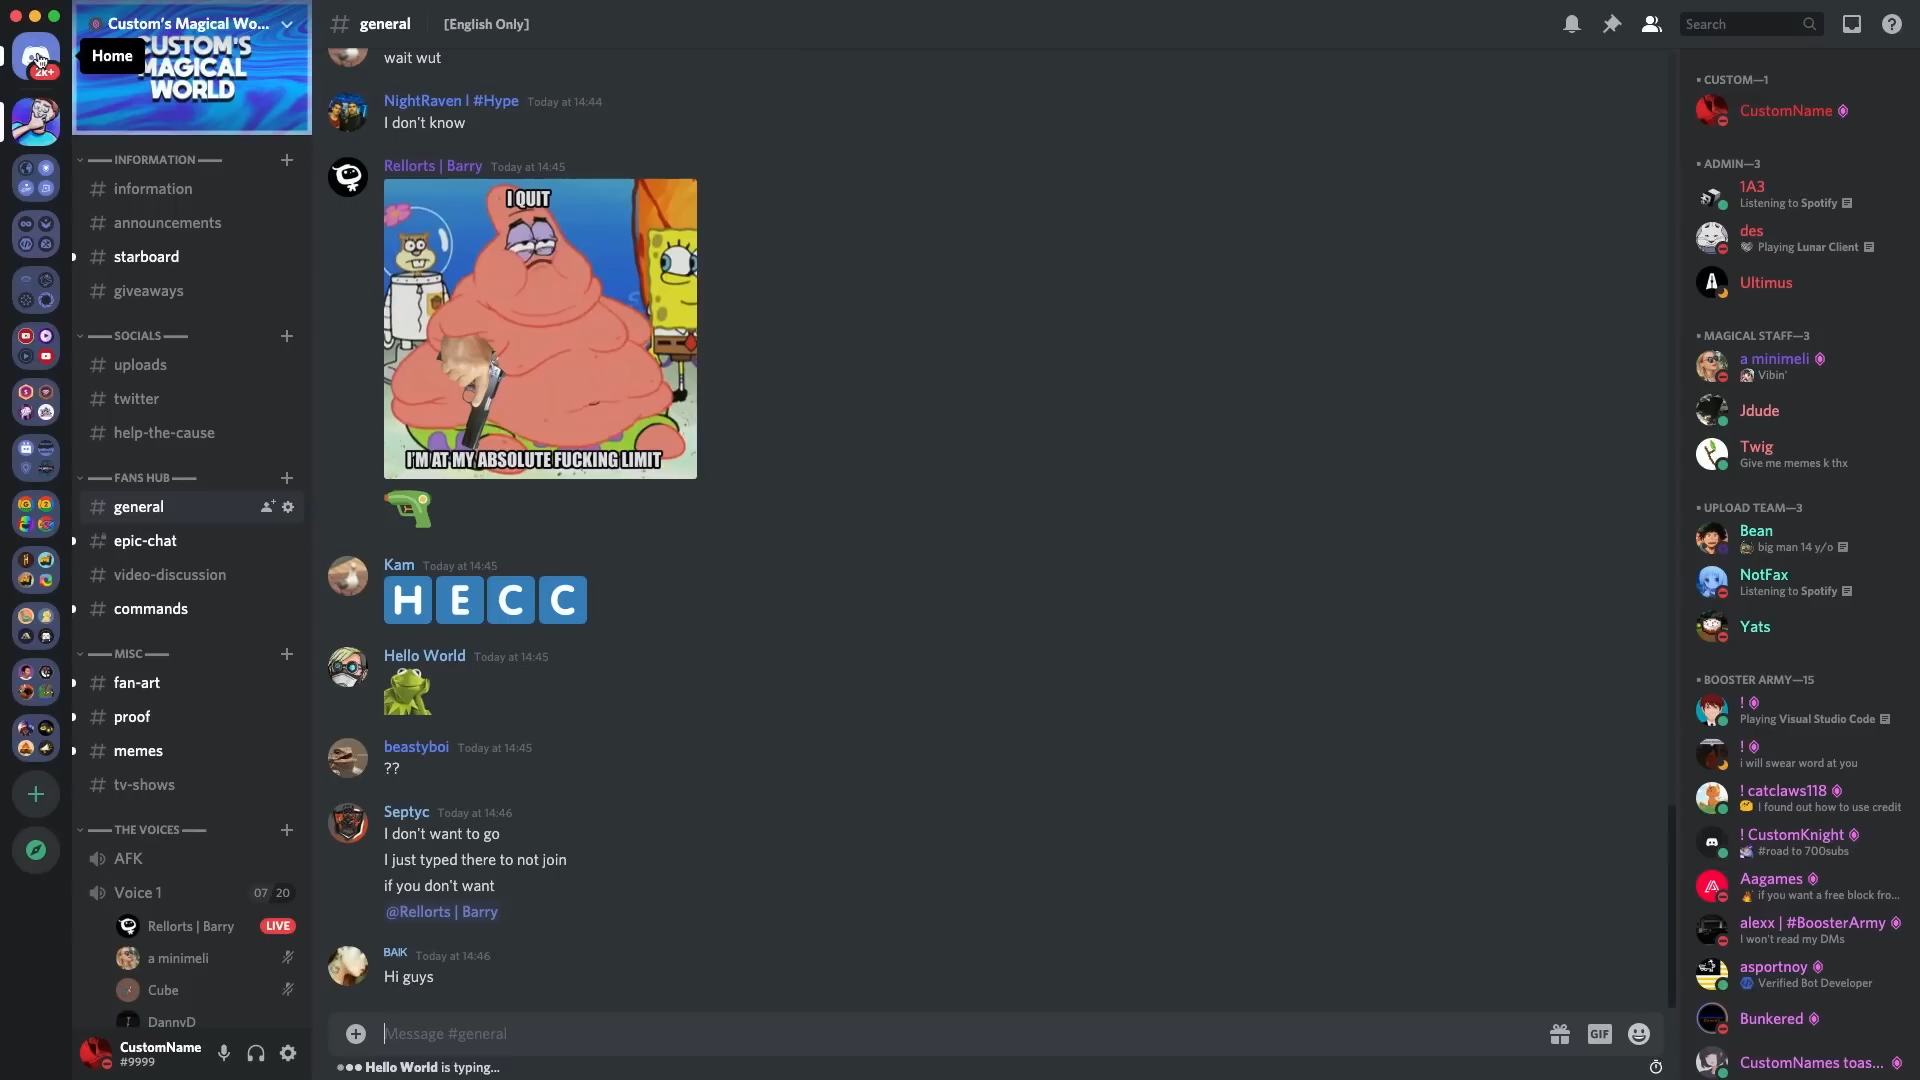 Custom's Magical Wo...
general
[English Only]
Search
2k+
Home
CUSTOM'S
MAGICAL
WORLD
INFORMATION
information
announcements
starboard
giveaways
SOCIALS
uploads
twitter
help-the-cause
FANS HUB
general
epic-chat
video-discussion
commands
MISC
fan-art
proof
memes
tv-shows
THE VOICES
AFK
Voice 1 07 20
Rellorts | Barry LIVE
a minimeli
Cube
DannyD
CustomName
#9999
wait wut
NightRaven | #Hype Today at 14:44
I don't know
Rellorts | Barry Today at 14:45
I QUIT
I'M AT MY ABSOLUTE FUCKING LIMIT
Kam Today at 14:45
H E C C
Hello World Today at 14:45
beastyboi Today at 14:45
??
Septyc Today at 14:46
I don't want to go
I just typed there to not join
if you don't want
@Rellorts | Barry
BAIK Today at 14:46
Hi guys
Message #general
GIF
Hello World is typing...
CUSTOM—1
CustomName
ADMIN—3
1A3
Listening to Spotify
des
Playing Lunar Client
Ultimus
MAGICAL STAFF—3
a minimeli
Vibin'
Jdude
Twig
Give me memes k thx
UPLOAD TEAM—3
Bean
big man 14 y/o
NotFax
Listening to Spotify
Yats
BOOSTER ARMY—15
!
Playing Visual Studio Code
!
i will swear word at you
! catclaws118
I found out how to use credit
! CustomKnight
#road to 700subs
Aagames
if you want a free block fro...
alexx | #BoosterArmy
I won't read my DMs
asportnoy
Verified Bot Developer
Bunkered
CustomNames toas...